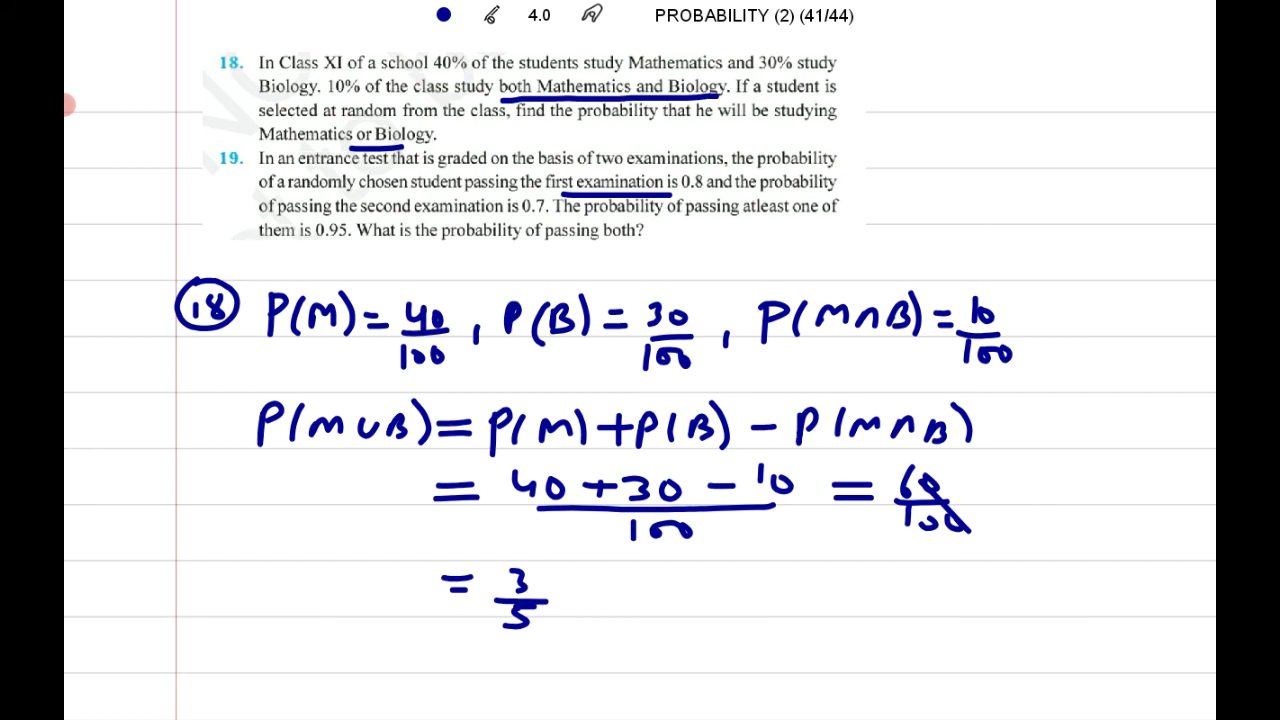 4.0 PROBABILITY (2) (41/44)
18. In Class XI of a school 40% of the students study Mathematics and 30% study
Biology. 10% of the class study both Mathematics and Biology. If a student is
selected at random from the class, find the probability that he will be studying
Mathematics or Biology.
19. In an entrance test that is graded on the basis of two examinations, the probability
of a randomly chosen student passing the first examination is 0.8 and the probability
of passing the second examination is 0.7. The probability of passing atleast one of
them is 0.95. What is the probability of passing both?
18 P(M) = 40/100 , P(B) = 30/100 , P(M∩B) = 10/100
P(M∪B) = P(M) + P(B) - P(M∩B)
= 40+30-10/100 = 60/100
= 3/5